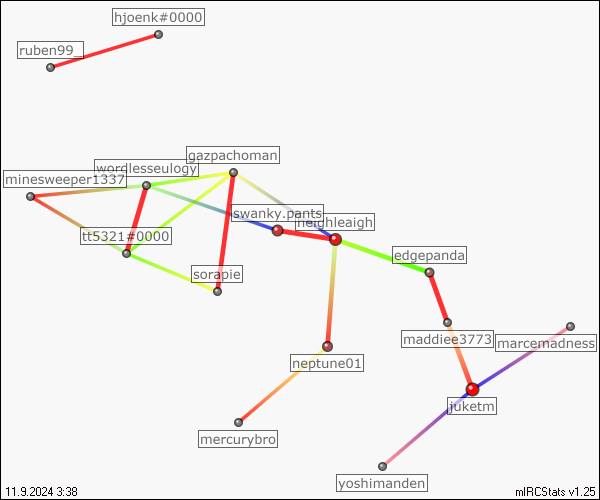 hjoenk#0000
ruben99_
gazpachoman
wordlesseulogy
minesweeper1337
swanky.pants
neighleaigh
tt5321#0000
edgepanda
sorapie
maddiee3773
marcemadness
neptune01
juketm
mercurybro
yoshimanden
11.9.2024 3:38
mIRCStats v1.25